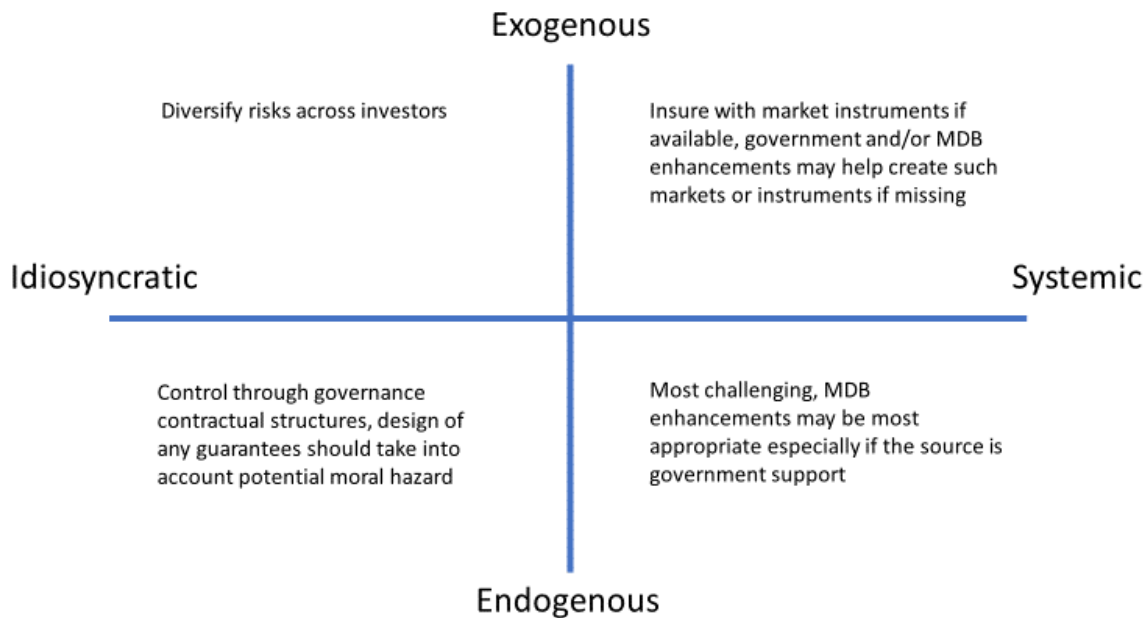 Exogenous
Diversify risks across investors
Insure with market instruments if
available, government and/or MDB
enhancements may help create such
markets or instruments if missing
Idiosyncratic
Systemic
Control through governance
contractual structures, design of
any guarantees should take into
account potential moral hazard
Most challenging, MDB
enhancements may be most
appropriate especially if the source is
government support
Endogenous